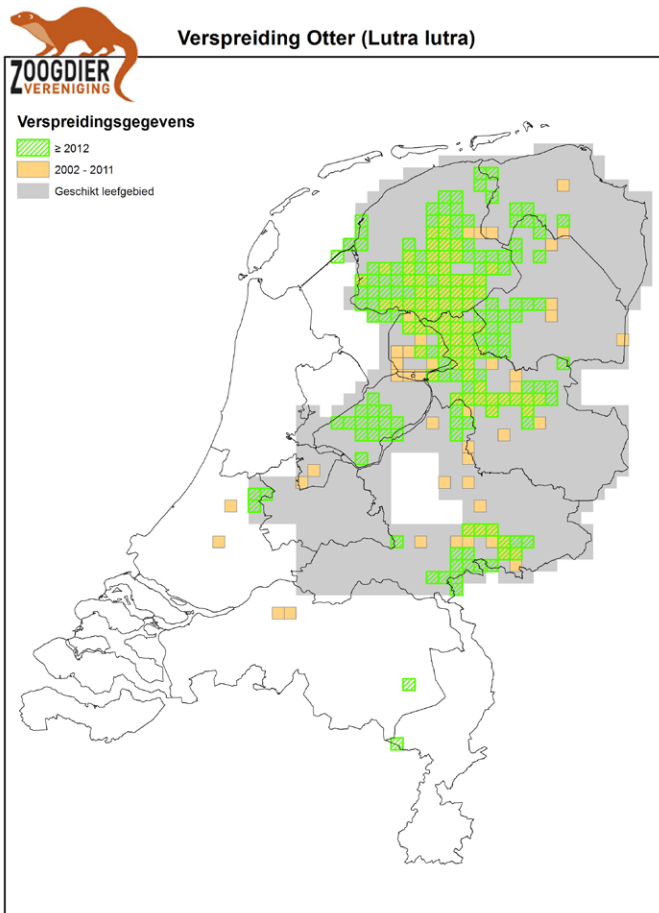 Verspreiding Otter (Lutra lutra)
ZOOGDIER
VERENIGING
Verspreidingsgegevens
≥ 2012
2002 - 2011
Geschikt leefgebied